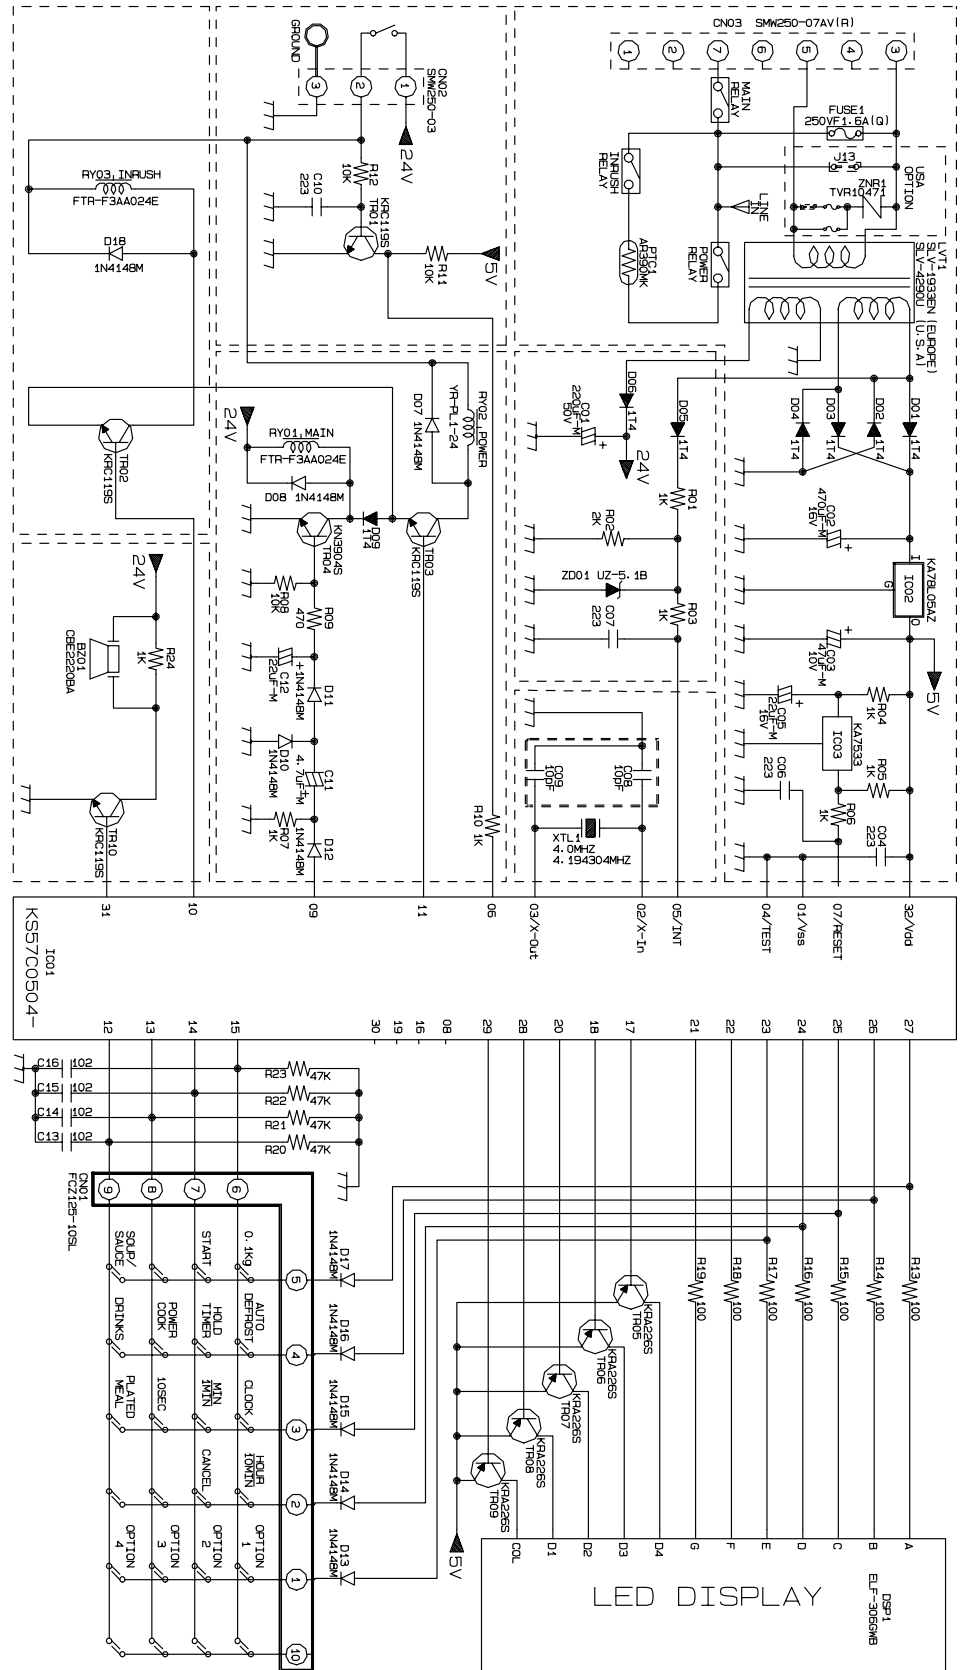 CN03 SMW250-07AV(R)
1
2
7
6
5
4
3
MAIN
RELAY
FUSE1
250VF1.6A(Q)
INRUSH
RELAY
J13
USA
OPTION
ZNR1
TVR10471
LINE
IN
PTC1
AR390MK
POWER
RELAY
LVT1
SLV-1933EN (EUROPE)
SLV-4290U (U.S.A)
GROUND
CN02
SMW250-03
3
2
1
24V
R12
10K
C10
223
KRC119S
TR01
R11
10K
5V
RY03, INRUSH
FTR-F3AA024E
D18
1N4148M
TR02
KRC119S
24V
R24
1K
BZ01
CBE2220BA
TR10
KRC119S
RY02, POWER
YR-PL1-24
D07 1N4148M
24V
RY01, MAIN
FTR-F3AA024E
D08 1N4148M
D09
1T4
TR03
KRC119S
KN3904S
TR04
R08
10K
R09
470
C12
22uF-M
D11
1N4148M
D10
1N4148M
C11
4.7uF-M
R07
1K
D12
1N4148M
R10 1K
D06
1T4
C01
220uF-M
50V
24V
D05
1T4
R01
1K
R02
2K
ZD01 UZ-5.1B
R03
1K
C07
223
D04
1T4
D03
1T4
D02
1T4
D01
1T4
C02
470uF-M
16V
KA78L05AZ
I
IC02
O
G
C03
47uF-M
10V
5V
C05
22uF-M
16V
R04
1K
IC03
KA7533
R05
1K
C06
223
R06
1K
C04
223
C09
10pF
C08
10pF
XTL1
4.0MHZ
4.194304MHZ
31
10
09
11
06
03/X-Out
02/X-In
05/INT
04/TEST
01/Vss
07/RESET
32/Vdd
IC01
KS57C0504-
12
13
14
15
30
19
16
08
29
28
20
18
17
21
22
23
24
25
26
27
C16
102
R23
47K
C15
102
R22
47K
C14
102
R21
47K
C13
102
R20
47K
CN01
FCZ125-10SL
9
8
7
6
5
4
3
2
1
10
D17
1N4148M
D16
1N4148M
D15
1N4148M
D14
1N4148M
D13
1N4148M
0.1Kg
START
SOUP/
SAUCE
AUTO
DEFROST
HOLD
TIMER
POWER
COOK
DRINKS
CLOCK
MIN
1MIN
10SEC
PLATED
MEAL
HOUR
10MIN
CANCEL
OPTION
1
OPTION
2
OPTION
3
OPTION
4
R19
100
R18
100
R17
100
R16
100
R15
100
R14
100
R13
100
KRA226S
TR05
KRA226S
TR06
KRA226S
TR07
KRA226S
TR08
KRA226S
TR09
5V
COL
D1
D2
D3
D4
G
F
E
D
C
B
A
LED DISPLAY
DSP1
ELF-306GWB